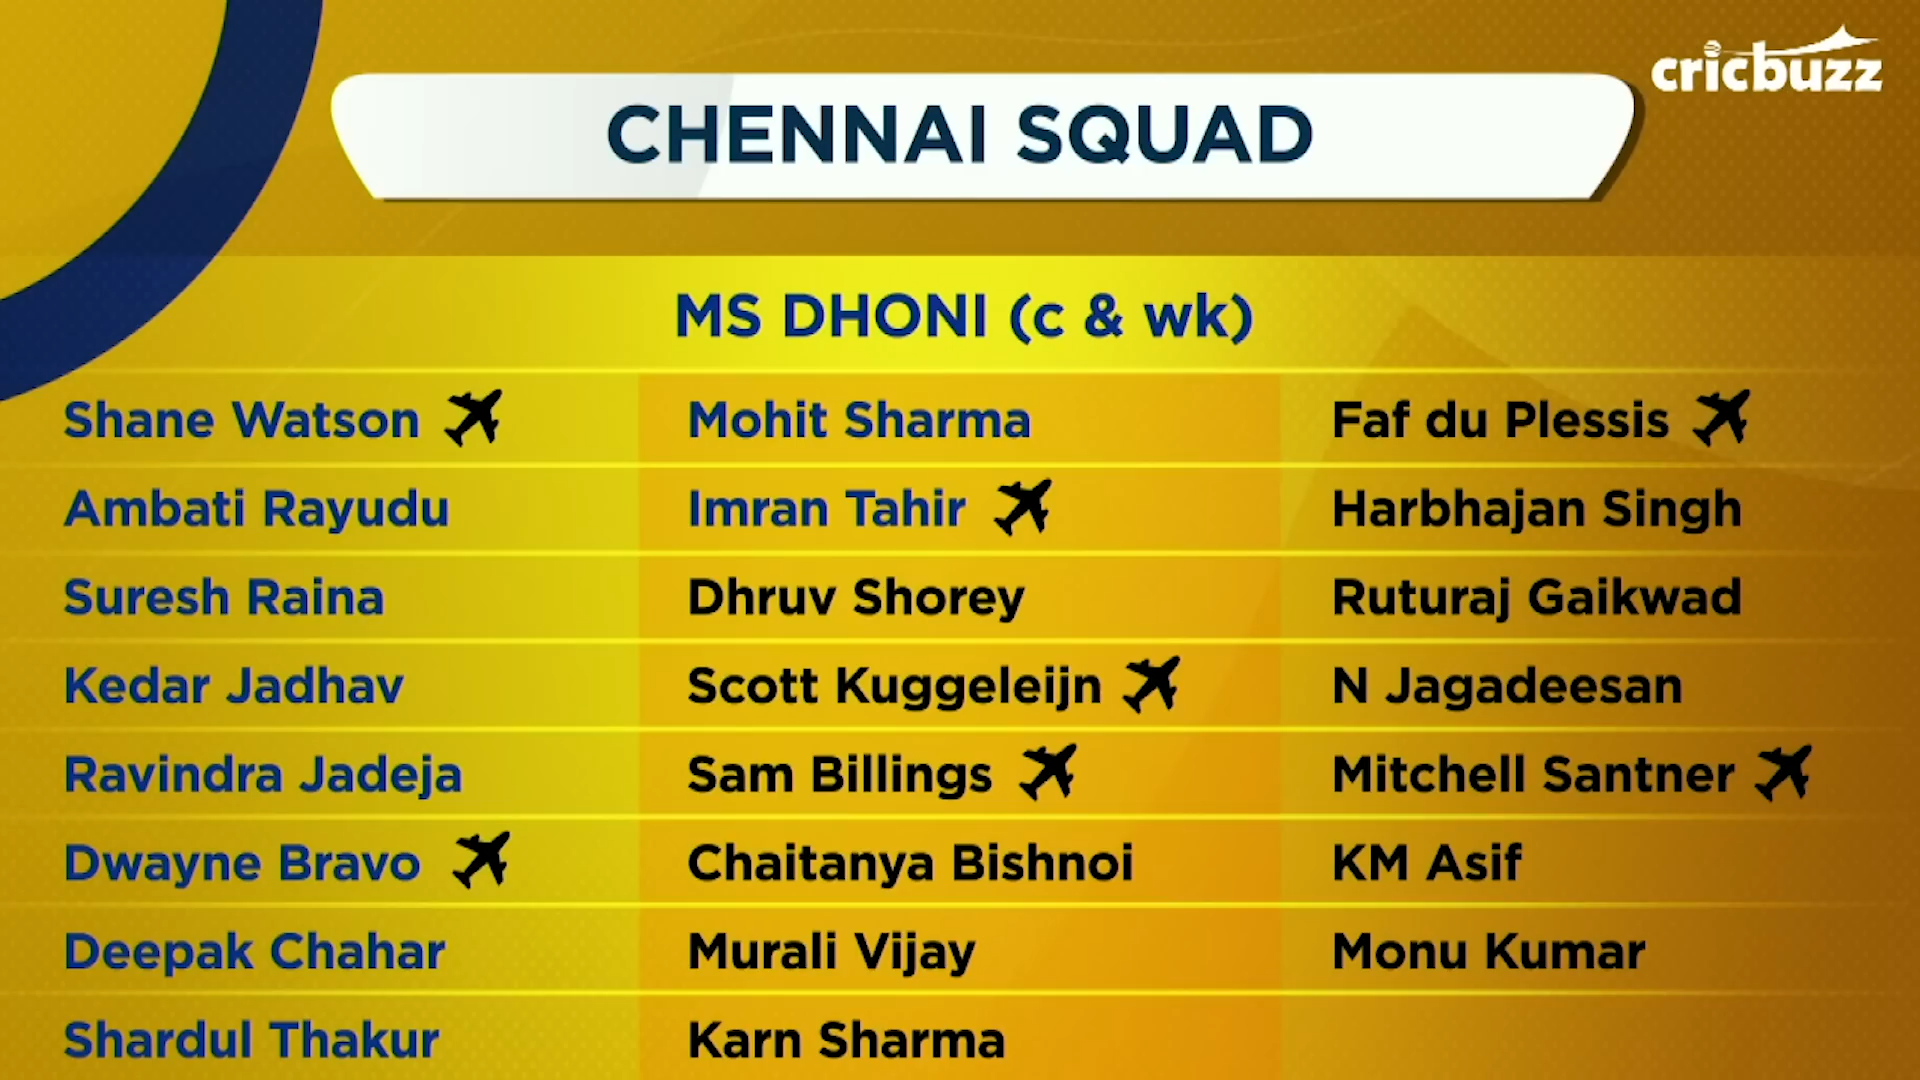 cricbuzz
CHENNAI SQUAD
MS DHONI (c & wk)
Shane Watson
Ambati Rayudu
Suresh Raina
Kedar Jadhav
Ravindra Jadeja
Dwayne Bravo
Deepak Chahar
Shardul Thakur
Mohit Sharma
Imran Tahir
Dhruv Shorey
Scott Kuggeleijn
Sam Billings
Chaitanya Bishnoi
Murali Vijay
Karn Sharma
Faf du Plessis
Harbhajan Singh
Ruturaj Gaikwad
N Jagadeesan
Mitchell Santner
KM Asif
Monu Kumar